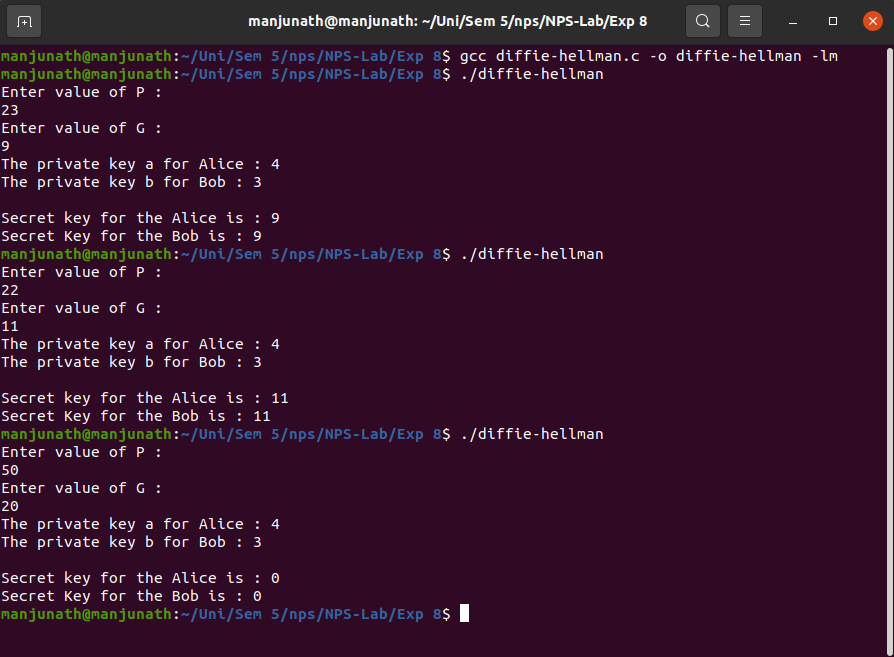 manjunath@manjunath: ~/Uni/Sem 5/nps/NPS-Lab/Exp 8
manjunath@manjunath:~/Uni/Sem 5/nps/NPS-Lab/Exp 8$ gcc diffie-hellman.c -o diffie-hellman -lm
manjunath@manjunath:~/Uni/Sem 5/nps/NPS-Lab/Exp 8$ ./diffie-hellman
Enter value of P :
23
Enter value of G :
9
The private key a for Alice : 4
The private key b for Bob : 3

Secret key for the Alice is : 9
Secret Key for the Bob is : 9
manjunath@manjunath:~/Uni/Sem 5/nps/NPS-Lab/Exp 8$ ./diffie-hellman
Enter value of P :
22
Enter value of G :
11
The private key a for Alice : 4
The private key b for Bob : 3

Secret key for the Alice is : 11
Secret Key for the Bob is : 11
manjunath@manjunath:~/Uni/Sem 5/nps/NPS-Lab/Exp 8$ ./diffie-hellman
Enter value of P :
50
Enter value of G :
20
The private key a for Alice : 4
The private key b for Bob : 3

Secret key for the Alice is : 0
Secret Key for the Bob is : 0
manjunath@manjunath:~/Uni/Sem 5/nps/NPS-Lab/Exp 8$